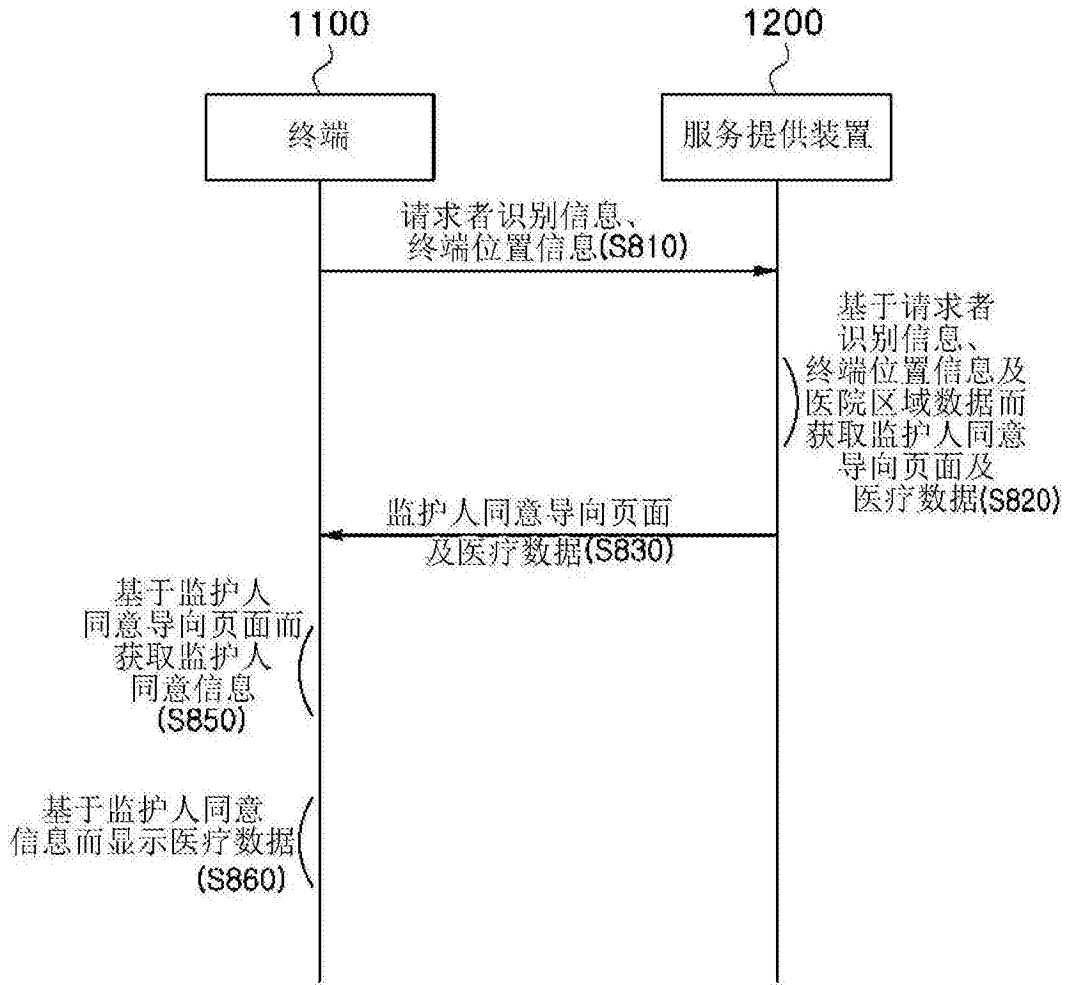 1100
1200
终端
服务提供装置
请求者识别信息、
终端位置信息(S810)
基于请求者
识别信息、
终端位置信息及
医院区域数据而
获取监护人同意
导向页面及
医疗数据(S820)
监护人同意导向页面
及医疗数据(S830)
基于监护人
同意导向页面而
获取监护人
同意信息
(S850)
基于监护人同意
信息而显示医疗数据
(S860)